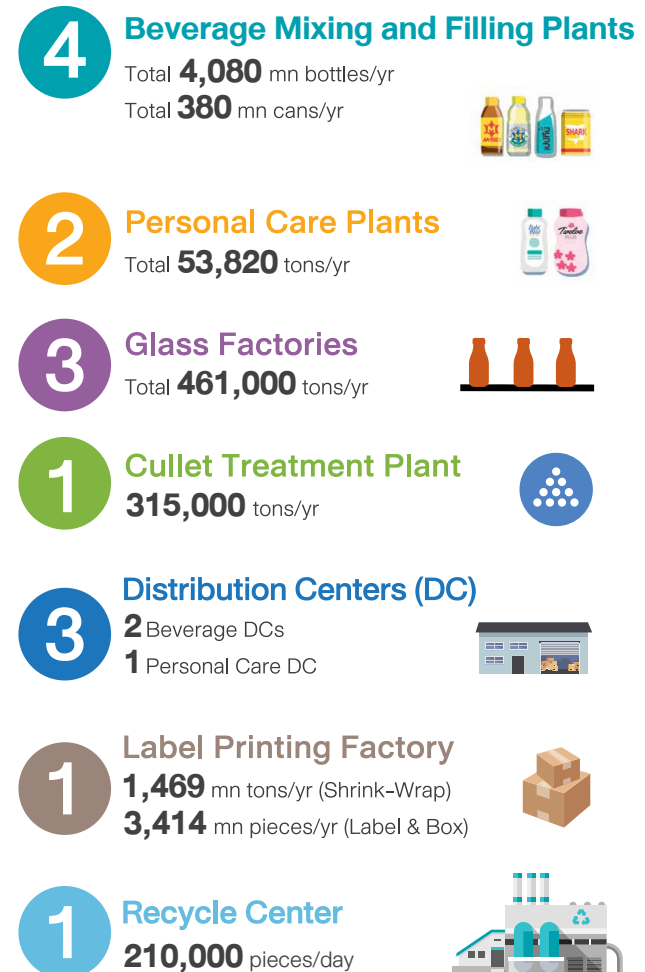 4
Beverage Mixing and Filling Plants
Total 4,080 mn bottles/yr
Total 380 mn cans/yr
SHARK
2
Personal Care Plants
Total 53,820 tons/yr
Twelve
3
Glass Factories
Total 461,000 tons/yr
1
Cullet Treatment Plant
315,000 tons/yr
3
Distribution Centers (DC)
2 Beverage DCs
1 Personal Care DC
1
Label Printing Factory
1,469 mn tons/yr (Shrink-Wrap)
3,414 mn pieces/yr (Label & Box)
1
Recycle Center
210,000 pieces/day